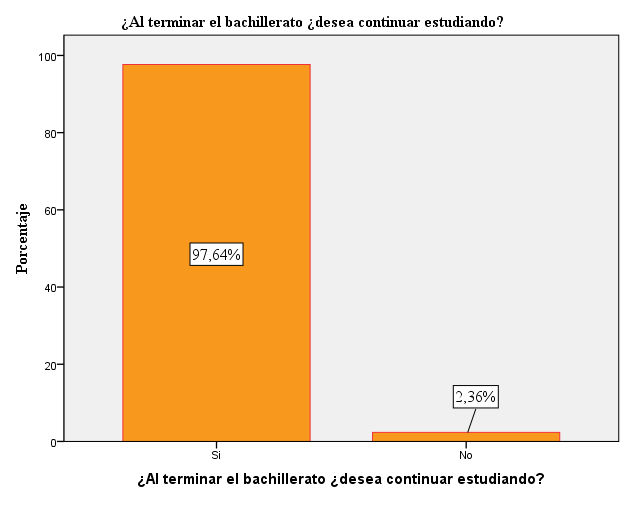 ¿Al terminar el bachillerato ¿desea continuar estudiando?
100
80
60
40
20
0
Porcentaje
97,64%
2,36%
Si
No
¿Al terminar el bachillerato ¿desea continuar estudiando?